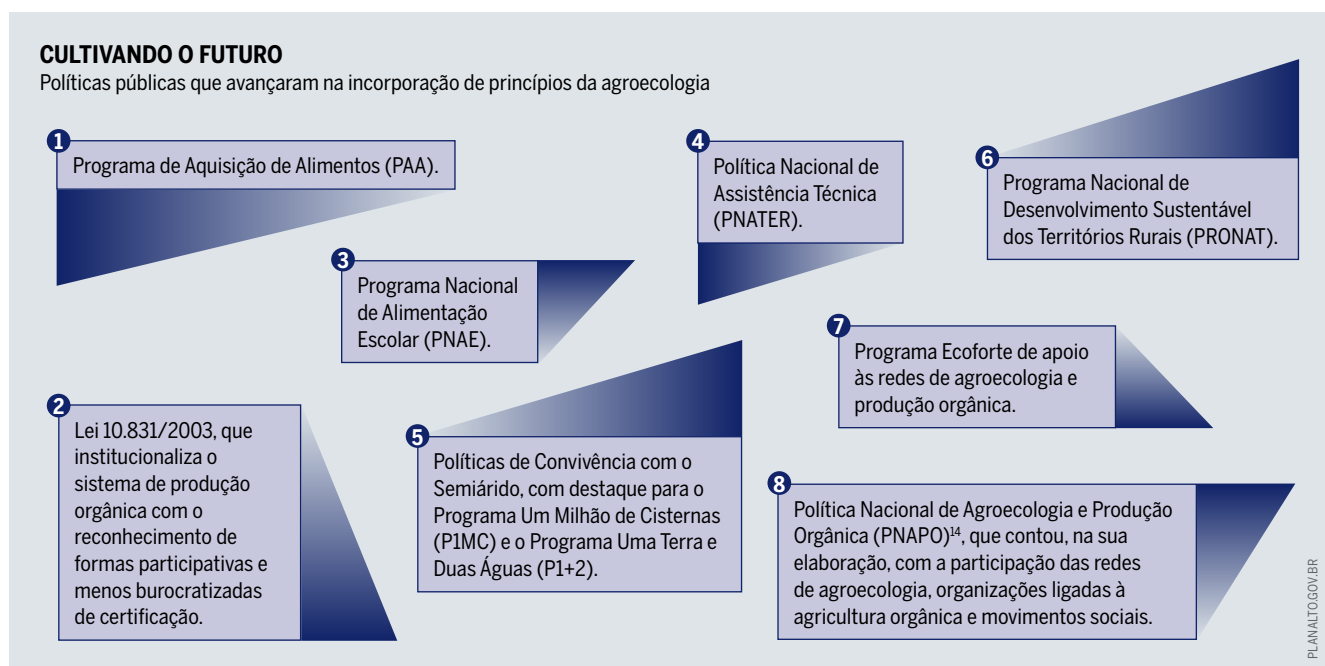 CULTIVANDO O FUTURO
Políticas públicas que avançaram na incorporação de princípios da agroecologia
1
Programa de Aquisição de Alimentos (PAA).
2
Lei 10.831/2003, que
institucionaliza o
sistema de produção
orgânica com o
reconhecimento de
formas participativas e
menos burocratizadas
de certificação.
3
Programa Nacional
de Alimentação
Escolar (PNAE).
4
Política Nacional de
Assistência Técnica
(PNATER).
5
Políticas de Convivência com o
Semiárido, com destaque para o
Programa Um Milhão de Cisternas
(P1MC) e o Programa Uma Terra e
Duas Águas (P1+2).
6
Programa Nacional de
Desenvolvimento Sustentável
dos Territórios Rurais (PRONAT).
7
Programa Ecoforte de apoio
às redes de agroecologia e
produção orgânica.
8
Política Nacional de Agroecologia e Produção
Orgânica (PNAPO)¹⁴, que contou, na sua
elaboração, com a participação das redes
de agroecologia, organizações ligadas à
agricultura orgânica e movimentos sociais.
PLANALTO.GOV.BR